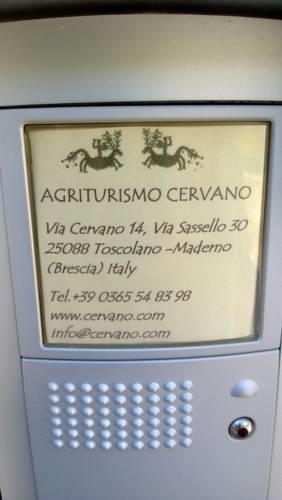 AGRITURISMO CERVANO
Via Cervano 14, Via Sassello 30
25088 Toscolano -Maderno
(Brescia) Italy
Tel.+39 0365 54 83 98
www.cervano.com
info@cervano.com